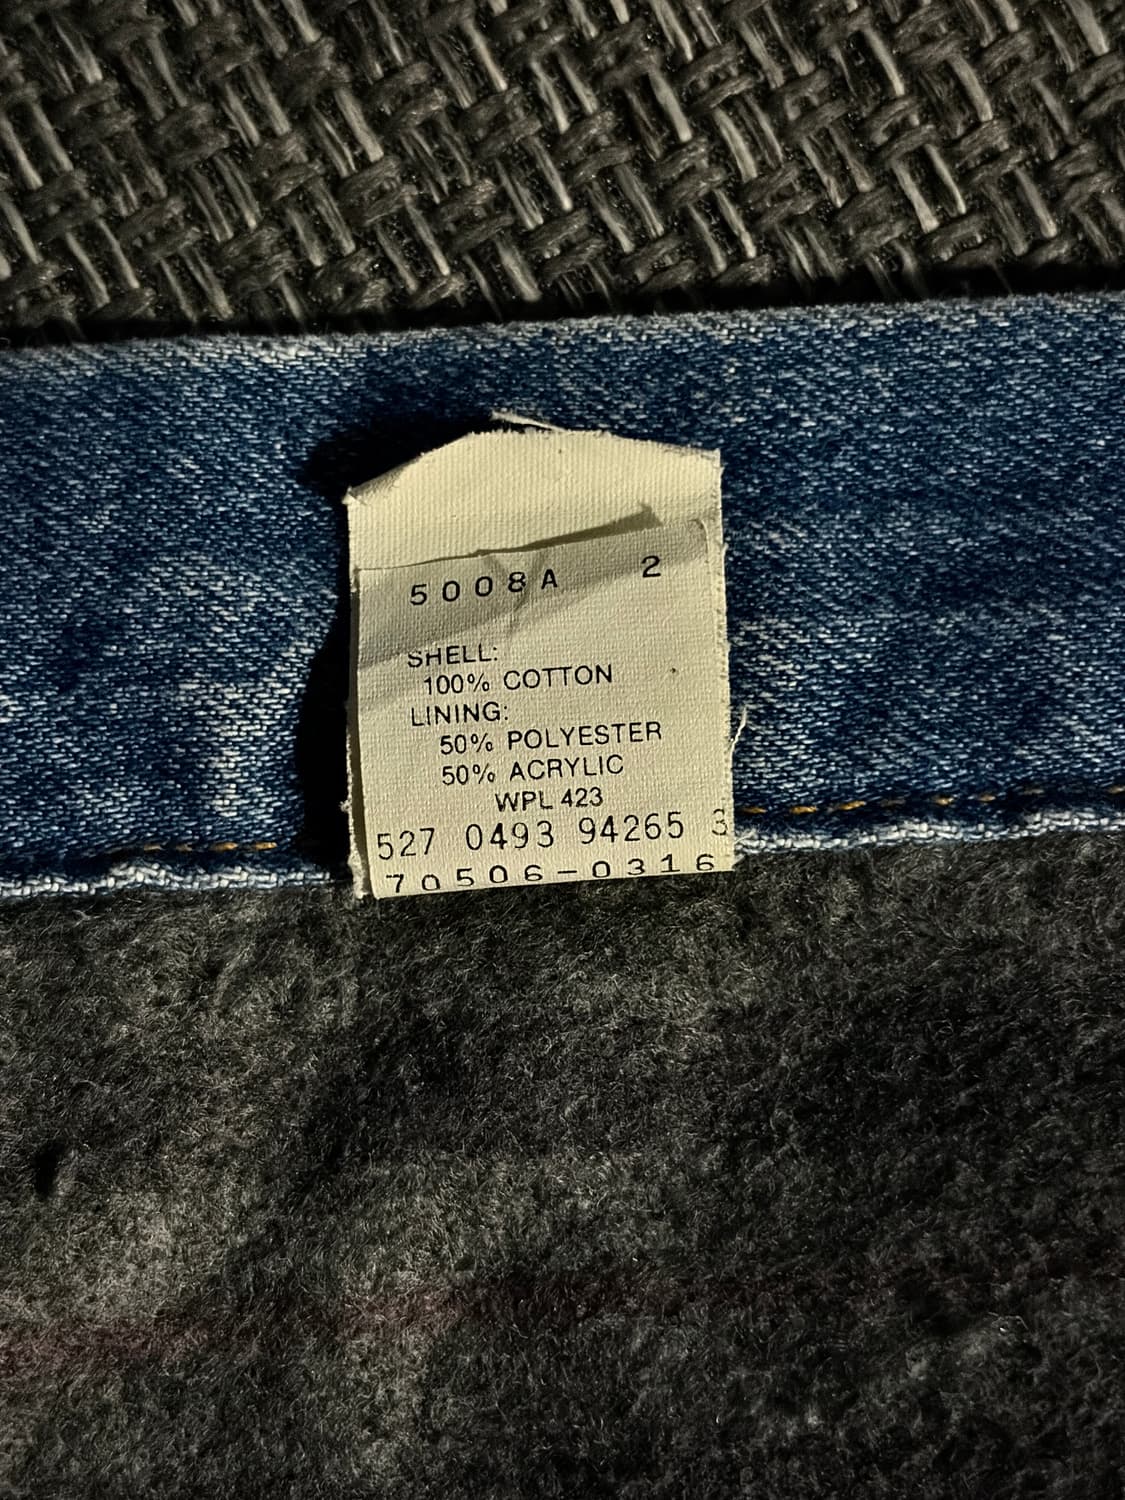 5008A 2
SHELL:
100% COTTON
LINING:
50% POLYESTER
50% ACRYLIC
WPL 423
527 0493 94265 3
70506-0316